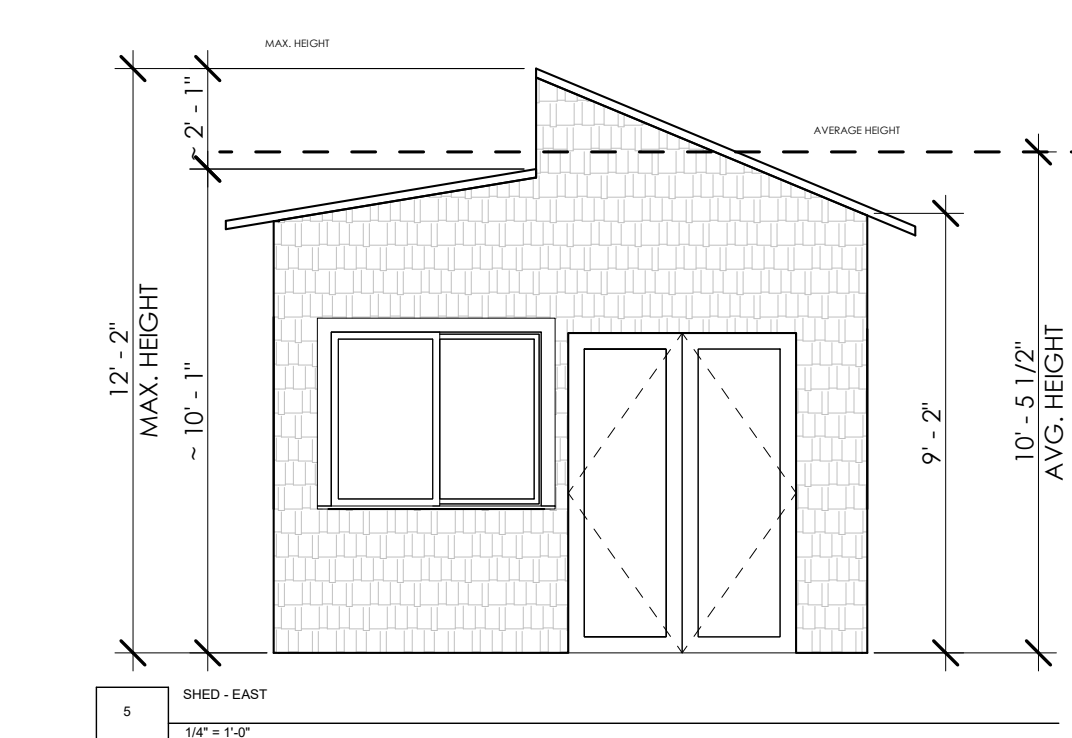 MAX. HEIGHT
~ 2' - 1"
AVERAGE HEIGHT
12' - 2"
MAX. HEIGHT
~ 10' - 1"
9' - 2"
10' - 5 1/2"
AVG. HEIGHT
5
SHED - EAST
1/4" = 1'-0"